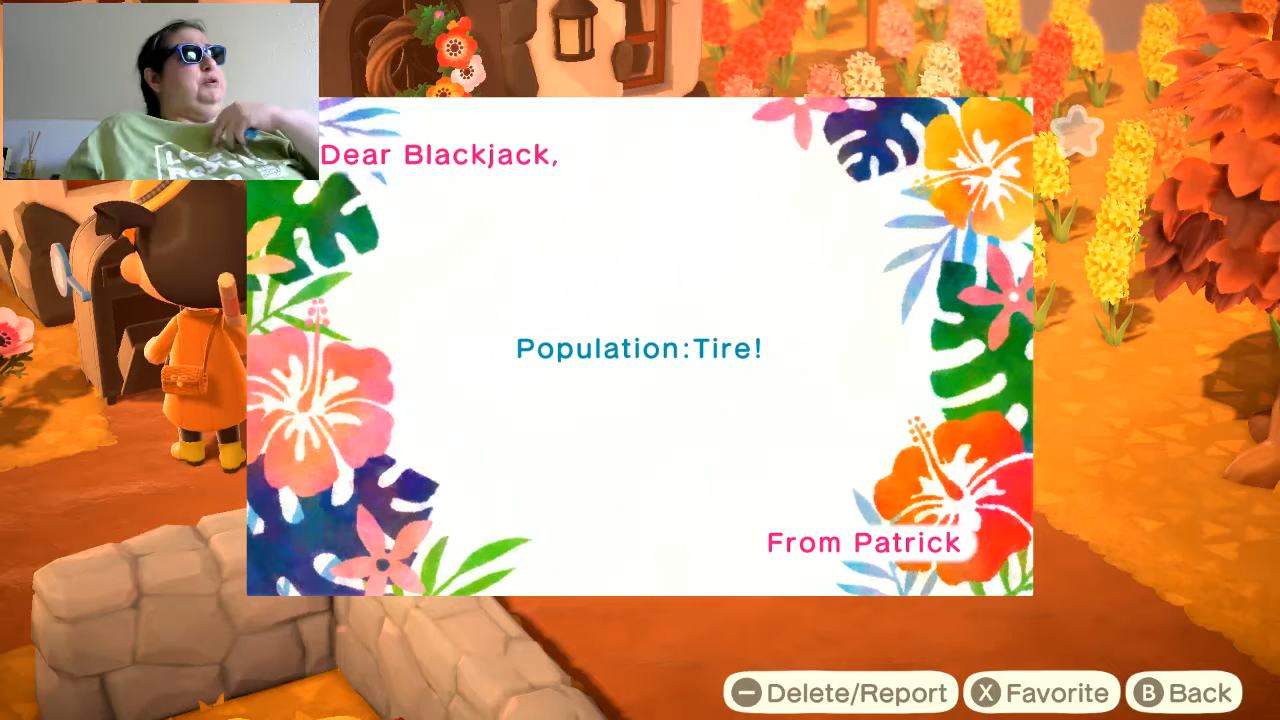 Dear Blackjack,
Population:Tire!
From Patrick
Delete/Report
X Favorite
B Back